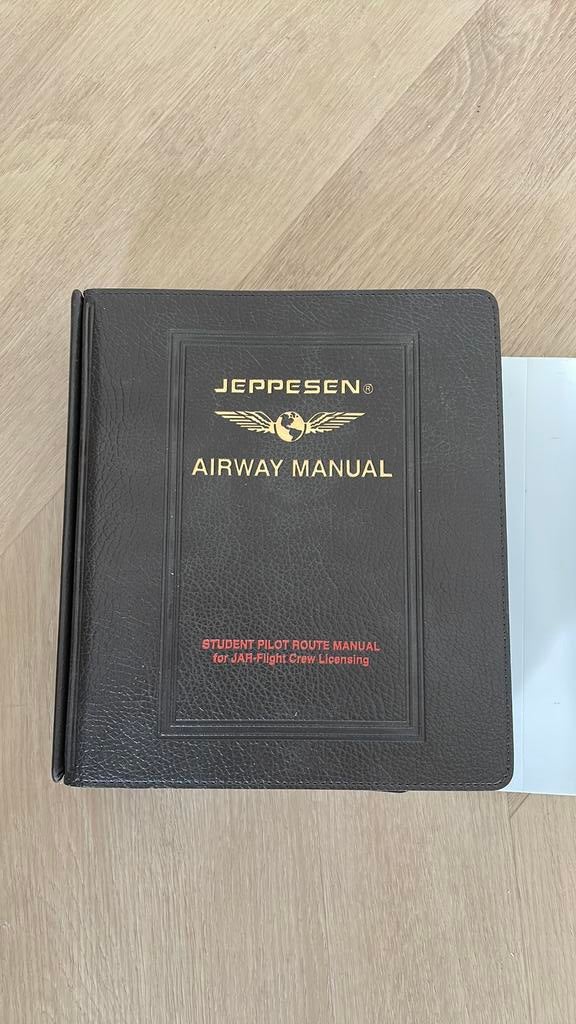 JEPPESEN®
AIRWAY MANUAL
STUDENT PILOT ROUTE MANUAL
for JAR-Flight Crew Licensing